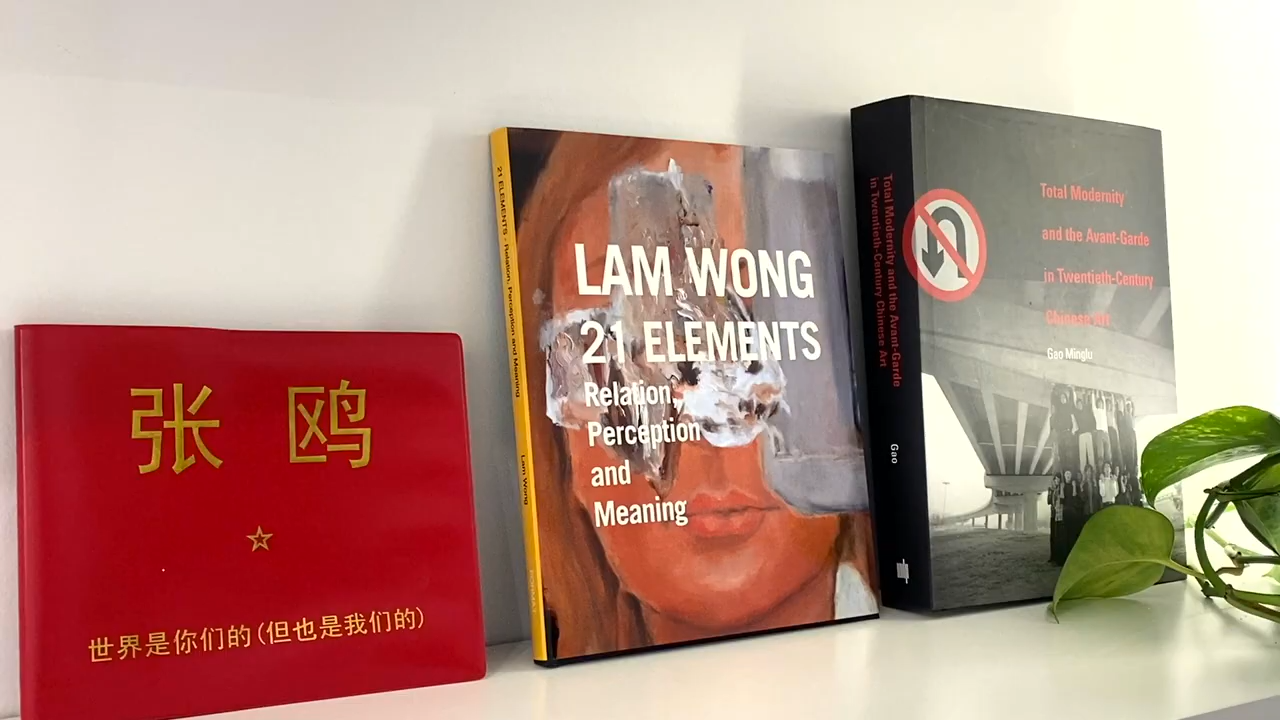 张 鸥
世界是你们的(但也是我们的)
21 ELEMENTS - Relation, Perception and Meaning
Lam Wong
LAM WONG
21 ELEMENTS
Relation,
Perception
and
Meaning
Total Modernity and the Avant-Garde
in Twentieth-Century Chinese Art
Gao
Total Modernity
and the Avant-Garde
in Twentieth-Century
Chinese Art
Gao Minglu